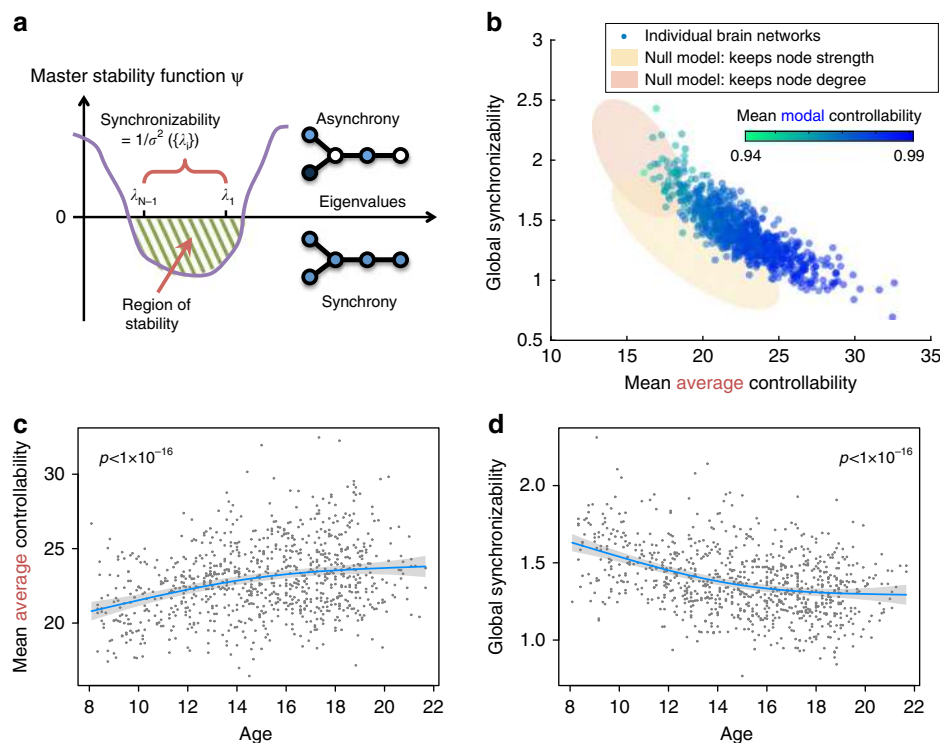 a
Master stability function ψ
Synchronizability
= 1/σ² ({λᵢ})
λN–1
λ1
0
Asynchrony
Eigenvalues
Synchrony
Region of
stability
b
Global synchronizability
3
2.5
2
1.5
1
0.5
10
15
20
25
30
35
Mean average controllability
Individual brain networks
Null model: keeps node strength
Null model: keeps node degree
Mean modal controllability
0.94
0.99
c
Mean average controllability
p<1×10⁻¹⁶
30
25
20
8
10
12
14
16
18
20
22
Age
d
Global synchronizability
p<1×10⁻¹⁶
2.0
1.5
1.0
8
10
12
14
16
18
20
22
Age